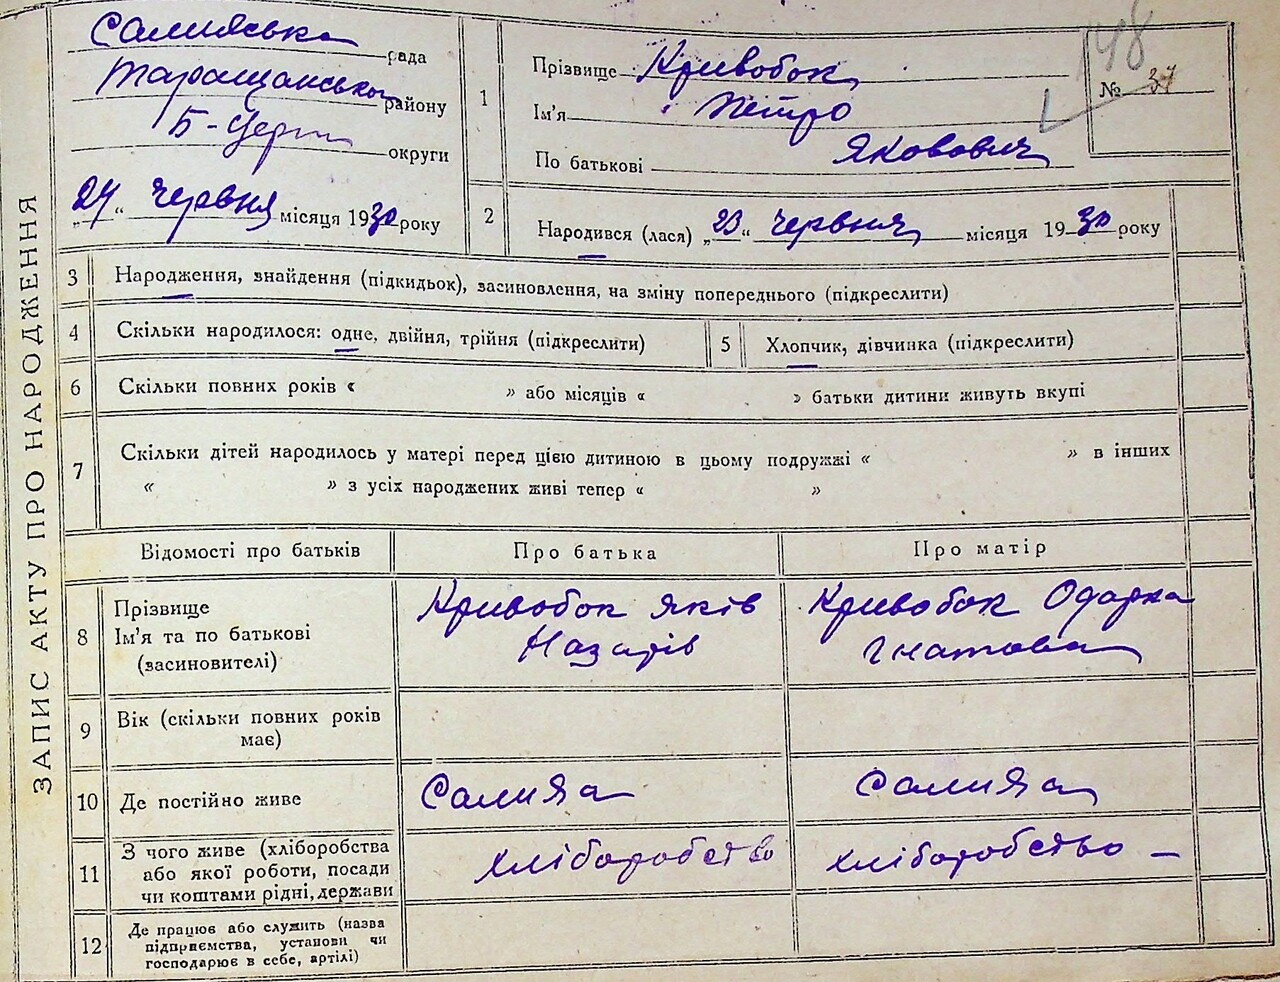 ЗАПИС АКТУ ПРО НАРОДЖЕННЯ
рада
Таращанського району
Б-Церк округи
„24“ червня місяця 1930 року
148
№ 37
1 Прізвище Кривобок
Ім'я Петро
По батькові Якович
2 Народився (лася) „23“ червня місяця 1930 року
3 Народження, знайдення (підкидьок), засиновлення, на зміну попереднього (підкреслити)
4 Скільки народилося: одне, двійня, трійня (підкреслити)
5 Хлопчик, дівчинка (підкреслити)
6 Скільки повних років « » або місяців « » батьки дитини живуть вкупі
7 Скільки дітей народилось у матері перед цією дитиною в цьому подружжі « » в інших
« » з усіх народжених живі тепер « »
Відомості про батьків Про батька Про матір
8 Прізвище
Ім'я та по батькові
(засиновителі)
Кривобок Яків
Назарів
Кривобок Одарка
Гнатова
9 Вік (скільки повних років
має)
10 Де постійно живе
11 З чого живе (хліборобства
або якої роботи, посади
чи коштами рідні, держави
хліборобство
хліборобство —
12 Де працює або служить (назва
підприємства, установи чи
господарює в себе, артілі)